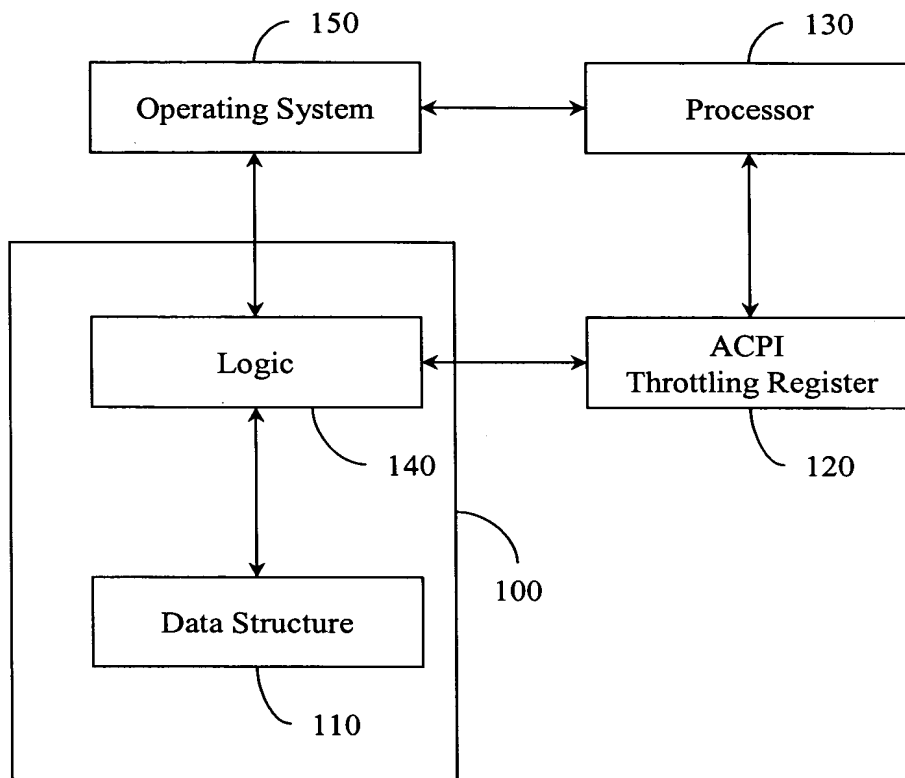 150
130
Operating System
Processor
Logic
ACPI
Throttling Register
140
120
100
Data Structure
110